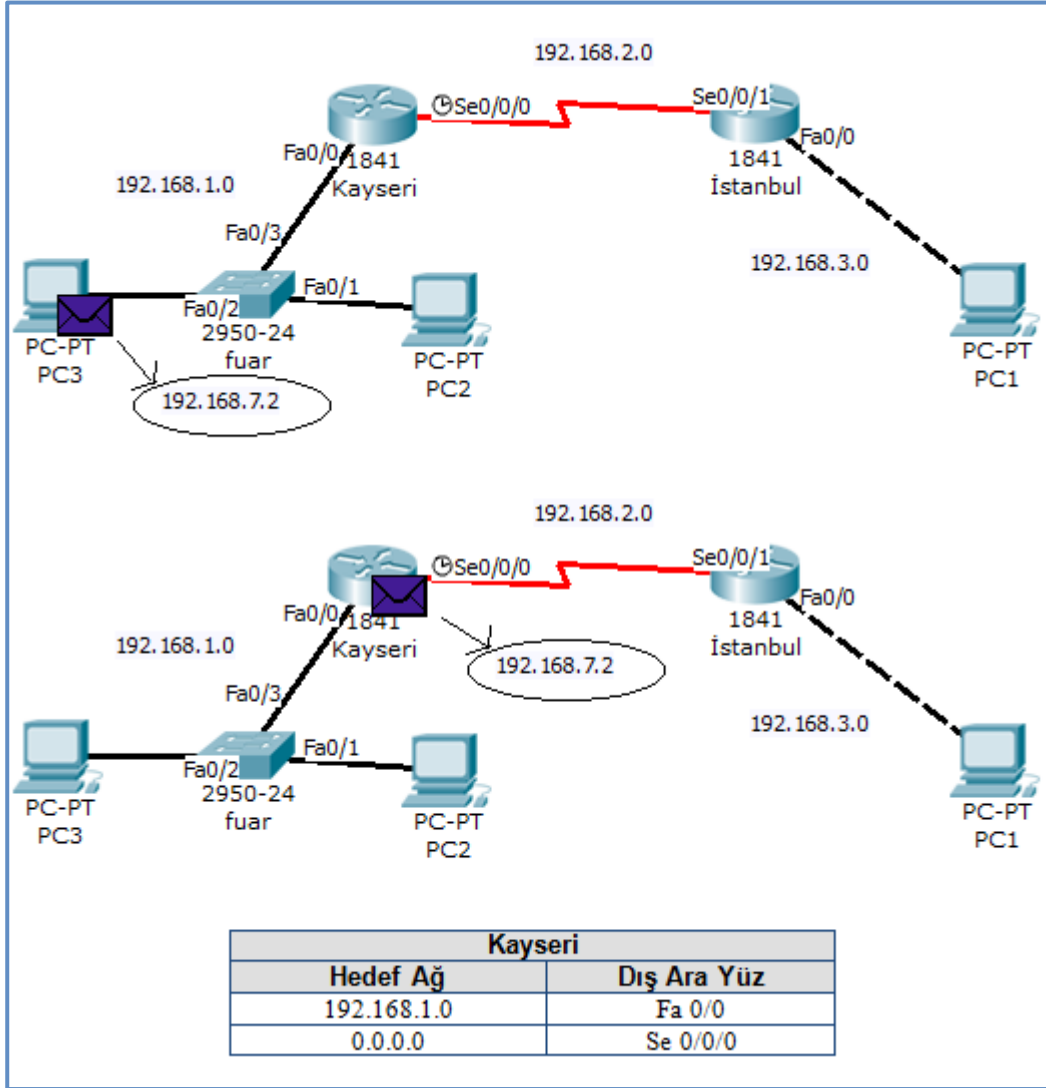 192.168.2.0
Se0/0/0
Se0/0/1
Fa0/0
1841
Kayseri
Fa0/0
1841
İstanbul
192.168.1.0
Fa0/3
192.168.3.0
Fa0/2
Fa0/1
2950-24
fuar
PC-PT
PC3
PC-PT
PC2
PC-PT
PC1
192.168.7.2
192.168.2.0
Se0/0/0
Se0/0/1
Fa0/0
1841
Kayseri
Fa0/0
1841
İstanbul
192.168.1.0
192.168.7.2
Fa0/3
192.168.3.0
Fa0/2
Fa0/1
2950-24
fuar
PC-PT
PC3
PC-PT
PC2
PC-PT
PC1
Kayseri
Hedef Ağ Dış Ara Yüz
192.168.1.0 Fa 0/0
0.0.0.0 Se 0/0/0